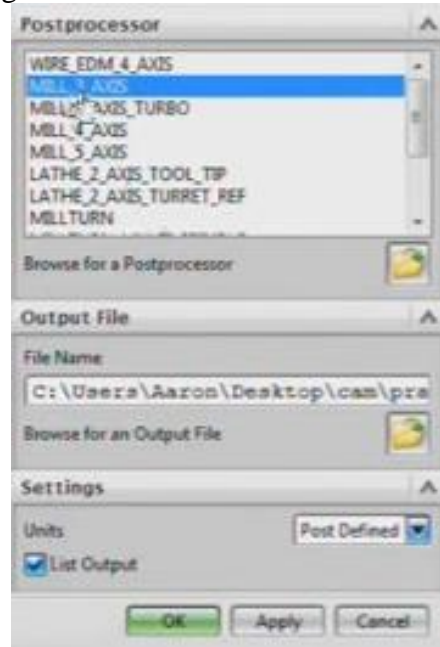 Postprocessor
WIRE_EDM_4_AXIS
MILL_3_AXIS
MILL_3_AXIS_TURBO
MILL_4_AXIS
MILL_5_AXIS
LATHE_2_AXIS_TOOL_TIP
LATHE_2_AXIS_TURRET_REF
MILLTURN
Browse for a Postprocessor
Output File
File Name
C:\Users\Aaron\Desktop\cam\pra
Browse for an Output File
Settings
Units Post Defined
List Output
OK Apply Cancel